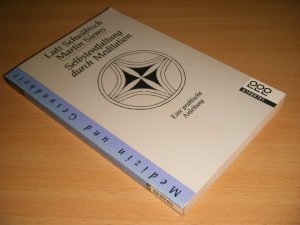 Lutz Schwäbisch
Martin Siems
Selbstentfaltung
durch Meditation
Eine praktische
Anleitung
Medizin und Gesundheit